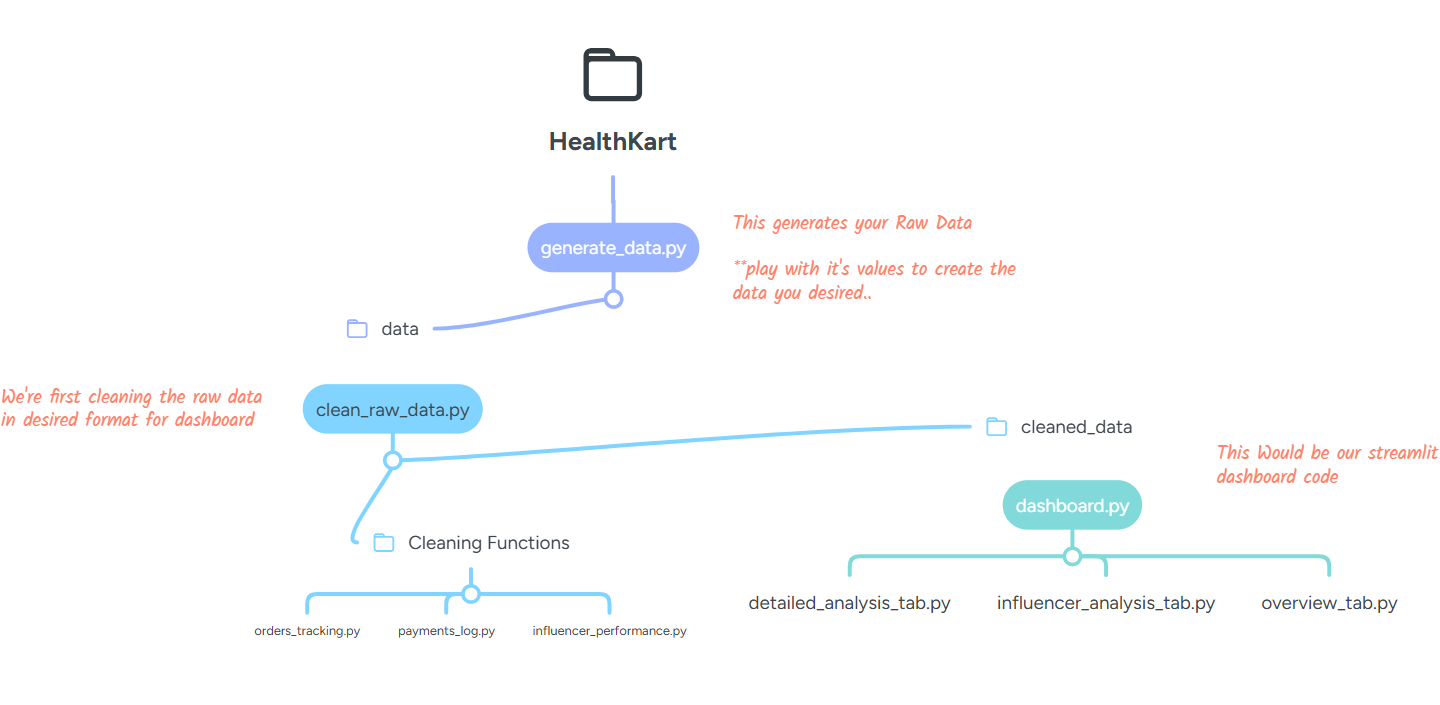 HealthKart
generate_data.py
This generates your Raw Data
**play with it's values to create the
data you desired..
data
We're first cleaning the raw data
in desired format for dashboard
clean_raw_data.py
cleaned_data
This Would be our streamlit
dashboard code
dashboard.py
Cleaning Functions
orders_tracking.py
payments_log.py
influencer_performance.py
detailed_analysis_tab.py
influencer_analysis_tab.py
overview_tab.py